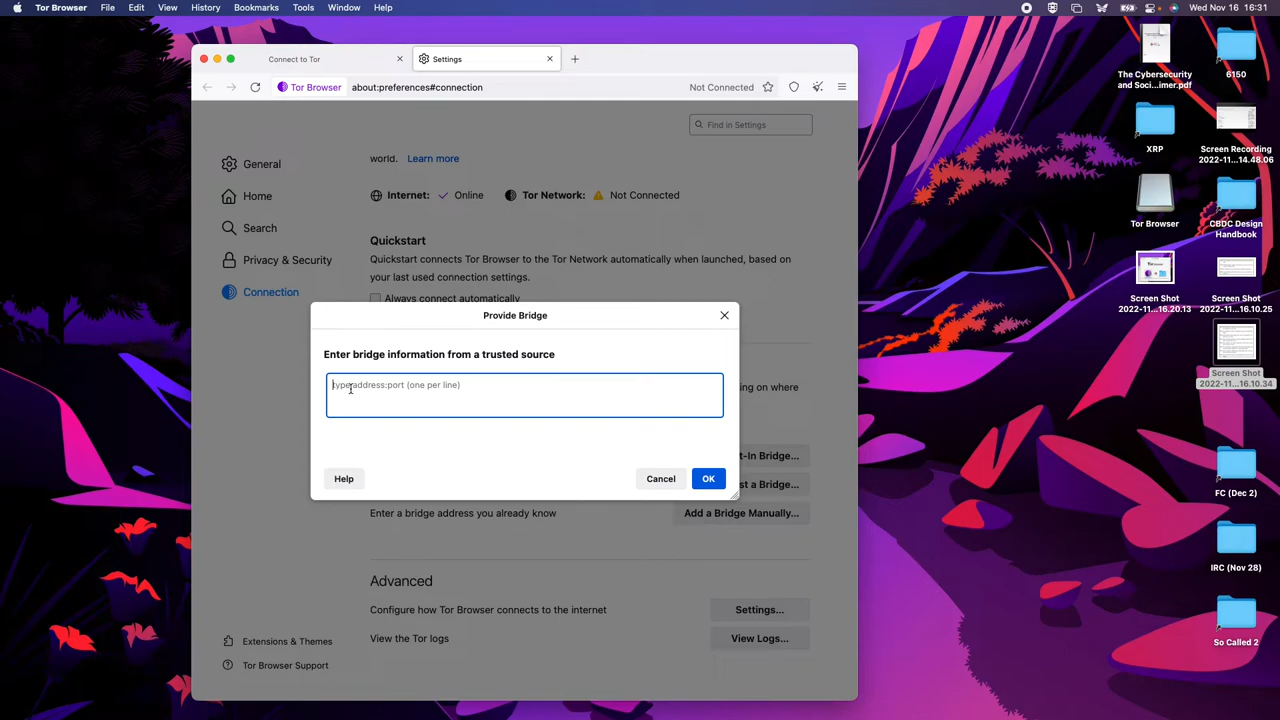 Tor Browser File Edit View History Bookmarks Tools Window Help Wed Nov 16 16:31
Connect to Tor Settings
Tor Browser about:preferences#connection Not Connected
Find in Settings
General
Home
Search
Privacy & Security
Connection
Extensions & Themes
Tor Browser Support
world. Learn more
Internet: Online Tor Network: Not Connected
Quickstart
Quickstart connects Tor Browser to the Tor Network automatically when launched, based on
your last used connection settings.
Always connect automatically
Provide Bridge
Enter bridge information from a trusted source
type address:port (one per line)
Help Cancel OK
ng on where
t-In Bridge...
st a Bridge...
Enter a bridge address you already know Add a Bridge Manually...
Advanced
Configure how Tor Browser connects to the internet Settings...
View the Tor logs View Logs...
The Cybersecurity
and Soci...imer.pdf
6150
XRP
Screen Recording
2022-11...14.48.06
Tor Browser
CBDC Design
Handbook
Screen Shot
2022-11...16.20.13
Screen Shot
2022-11...16.10.25
Screen Shot
2022-11...16.10.34
FC (Dec 2)
IRC (Nov 28)
So Called 2